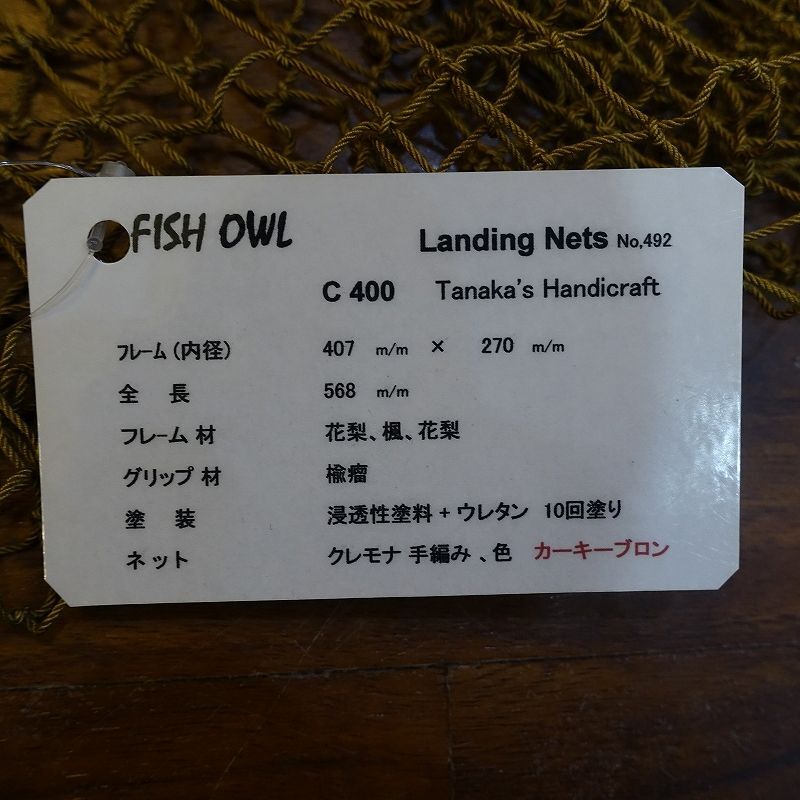 FISH OWL Landing Nets No,492
C 400 Tanaka's Handicraft
フレーム(内径) 407 m/m × 270 m/m
全 長 568 m/m
フレーム 材 花梨、楓、花梨
グリップ 材 楡瘤
塗 装 浸透性塗料 + ウレタン 10回塗り
ネット クレモナ 手編み 、色 カーキーブロン